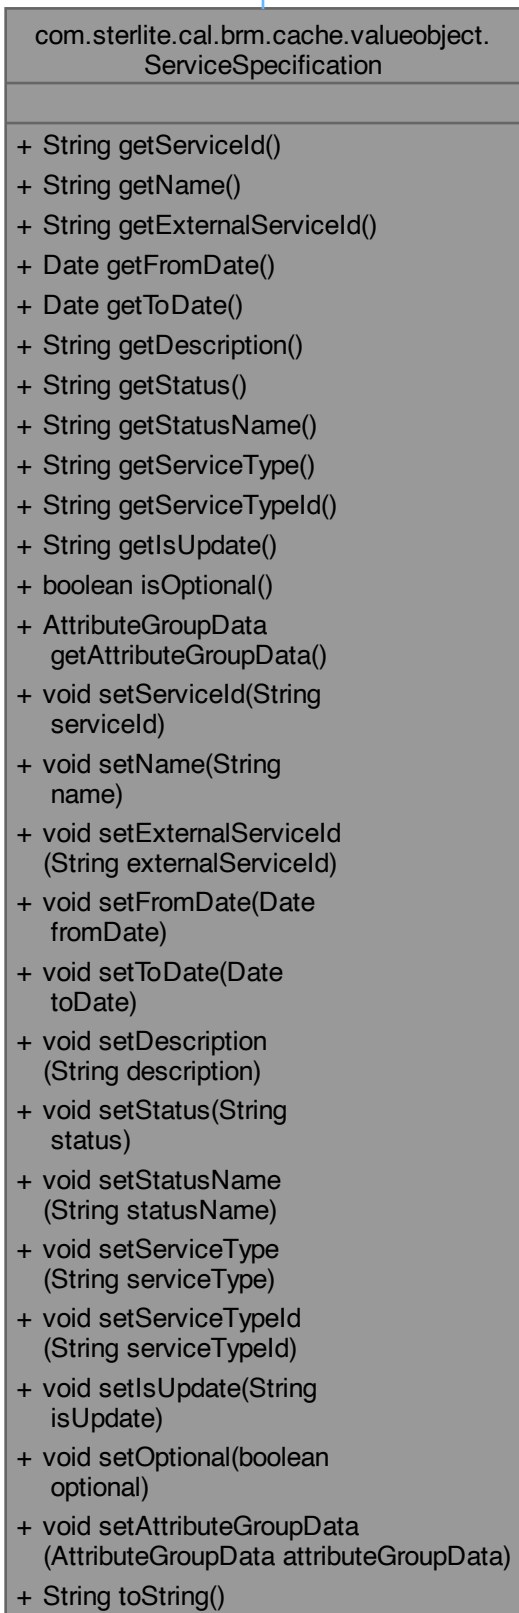 com.sterlite.cal.brm.cache.valueobject.
ServiceSpecification
+ String getServiceId()
+ String getName()
+ String getExternalServiceId()
+ Date getFromDate()
+ Date getToDate()
+ String getDescription()
+ String getStatus()
+ String getStatusName()
+ String getServiceType()
+ String getServiceTypeId()
+ String getIsUpdate()
+ boolean isOptional()
+ AttributeGroupData
getAttributeGroupData()
+ void setServiceId(String
serviceId)
+ void setName(String
name)
+ void setExternalServiceId
(String externalServiceId)
+ void setFromDate(Date
fromDate)
+ void setToDate(Date
toDate)
+ void setDescription
(String description)
+ void setStatus(String
status)
+ void setStatusName
(String statusName)
+ void setServiceType
(String serviceType)
+ void setServiceTypeId
(String serviceTypeId)
+ void setIsUpdate(String
isUpdate)
+ void setOptional(boolean
optional)
+ void setAttributeGroupData
(AttributeGroupData attributeGroupData)
+ String toString()